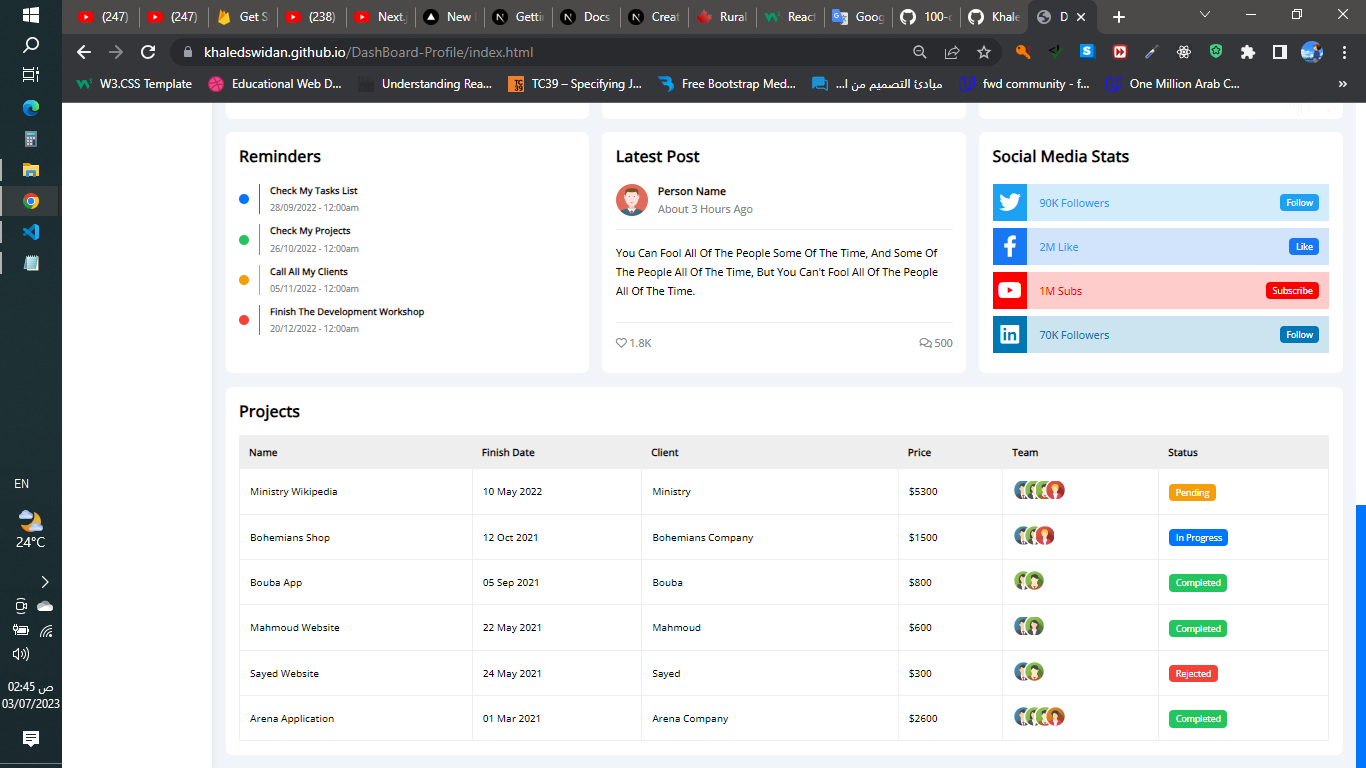 (247)
(247)
Get S
(238)
Next.
New
Gettir
Docs
Creat
Rural
React
Goog
100-d
Khale
D
khaledswidan.github.io/DashBoard-Profile/index.html
W3.CSS Template
Educational Web D...
Understanding Rea...
TC39 – Specifying J...
Free Bootstrap Med...
مبادئ التصميم من ا...
fwd community - f...
One Million Arab C...
Reminders
Check My Tasks List
28/09/2022 - 12:00am
Check My Projects
26/10/2022 - 12:00am
Call All My Clients
05/11/2022 - 12:00am
Finish The Development Workshop
20/12/2022 - 12:00am
Latest Post
Person Name
About 3 Hours Ago
You Can Fool All Of The People Some Of The Time, And Some Of
The People All Of The Time, But You Can't Fool All Of The People
All Of The Time.
1.8K
500
Social Media Stats
90K Followers Follow
2M Like Like
1M Subs Subscribe
70K Followers Follow
Projects
Name Finish Date Client Price Team Status
Ministry Wikipedia 10 May 2022 Ministry $5300 Pending
Bohemians Shop 12 Oct 2021 Bohemians Company $1500 In Progress
Bouba App 05 Sep 2021 Bouba $800 Completed
Mahmoud Website 22 May 2021 Mahmoud $600 Completed
Sayed Website 24 May 2021 Sayed $300 Rejected
Arena Application 01 Mar 2021 Arena Company $2600 Completed
EN
24°C
02:45 ص
03/07/2023